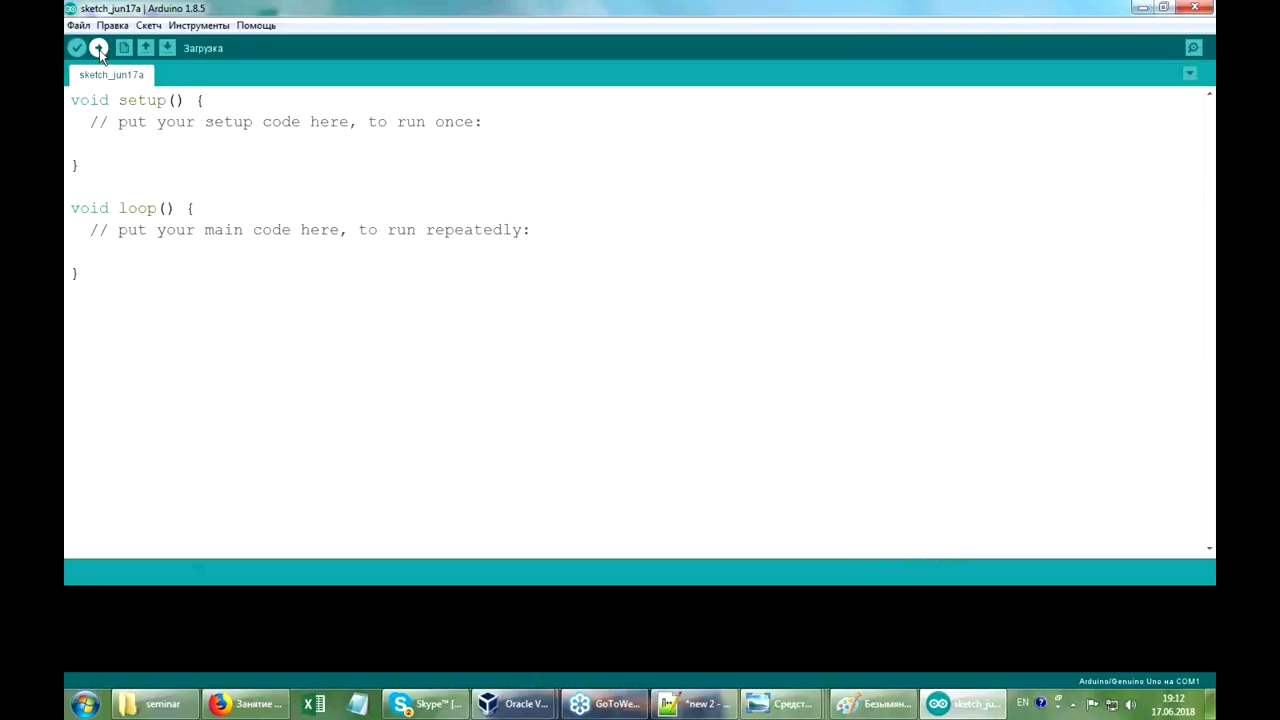 sketch_jun17a | Arduino 1.8.5
Файл Правка Скетч Инструменты Помощь
Загрузка
sketch_jun17a
void setup() {
// put your setup code here, to run once:
}
void loop() {
// put your main code here, to run repeatedly:
}
Arduino/Genuino Uno на COM1
seminar Занятие ... Skype™ [... Oracle V... GoToWe... *new 2 - ... Средст... Безымян... sketch_ju... EN 19:12
17.06.2018